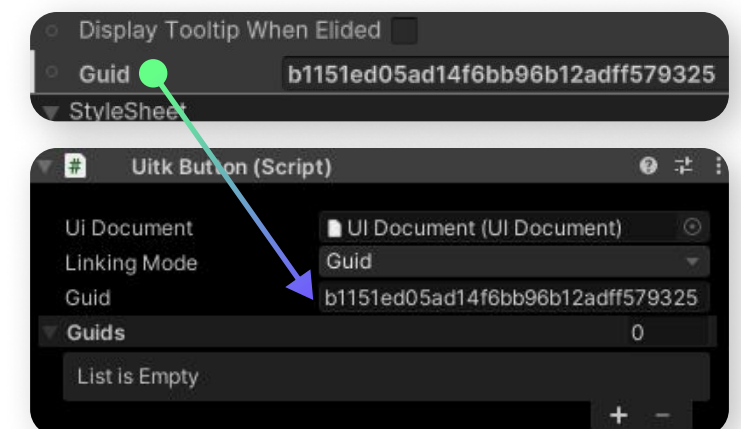 Display Tooltip When Elided
Guid b1151ed05ad14f6bb96b12adff579325
StyleSheet
# Uitk Button (Script)
Ui Document UI Document (UI Document)
Linking Mode Guid
Guid b1151ed05ad14f6bb96b12adff579325
Guids 0
List is Empty
+ −